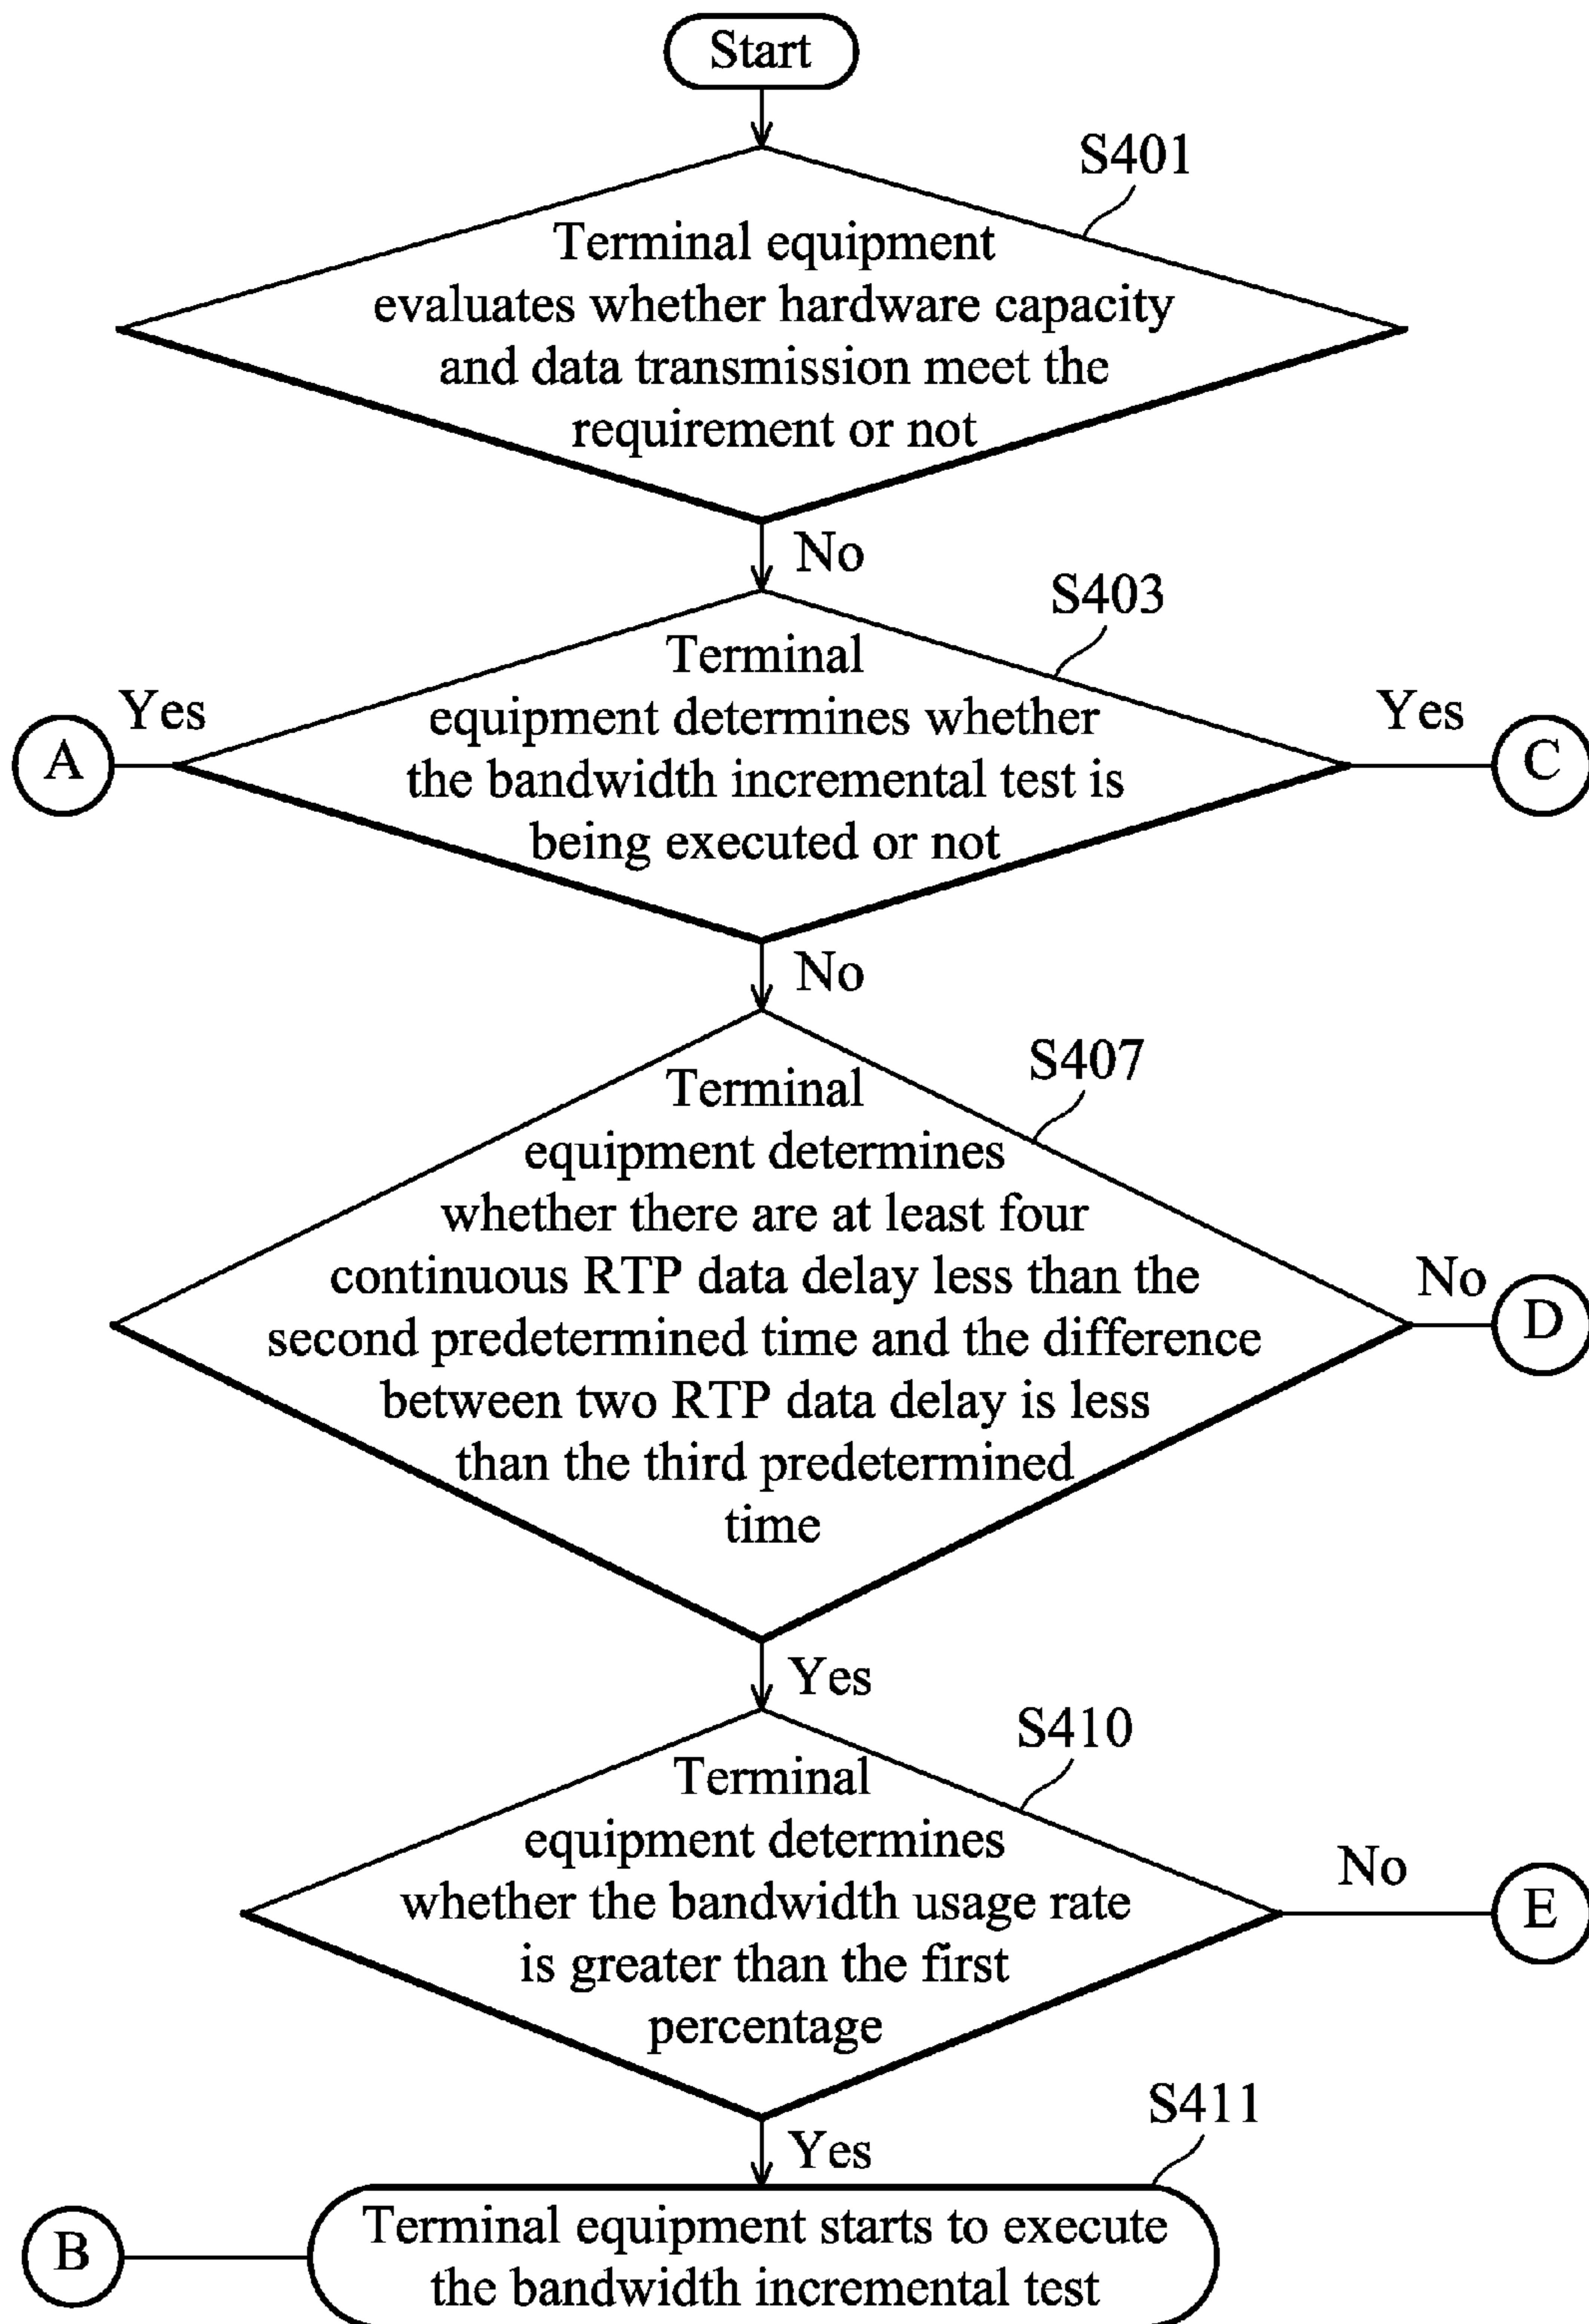 Start
S401
Terminal equipment
evaluates whether hardware capacity
and data transmission meet the
requirement or not
No
S403
Terminal
equipment determines whether
the bandwidth incremental test is
being executed or not
Yes
A
Yes
C
No
S407
Terminal
equipment determines
whether there are at least four
continuous RTP data delay less than the
second predetermined time and the difference
between two RTP data delay is less
than the third predetermined
time
No
D
Yes
S410
Terminal
equipment determines
whether the bandwidth usage rate
is greater than the first
percentage
No
E
Yes
S411
B
Terminal equipment starts to execute
the bandwidth incremental test